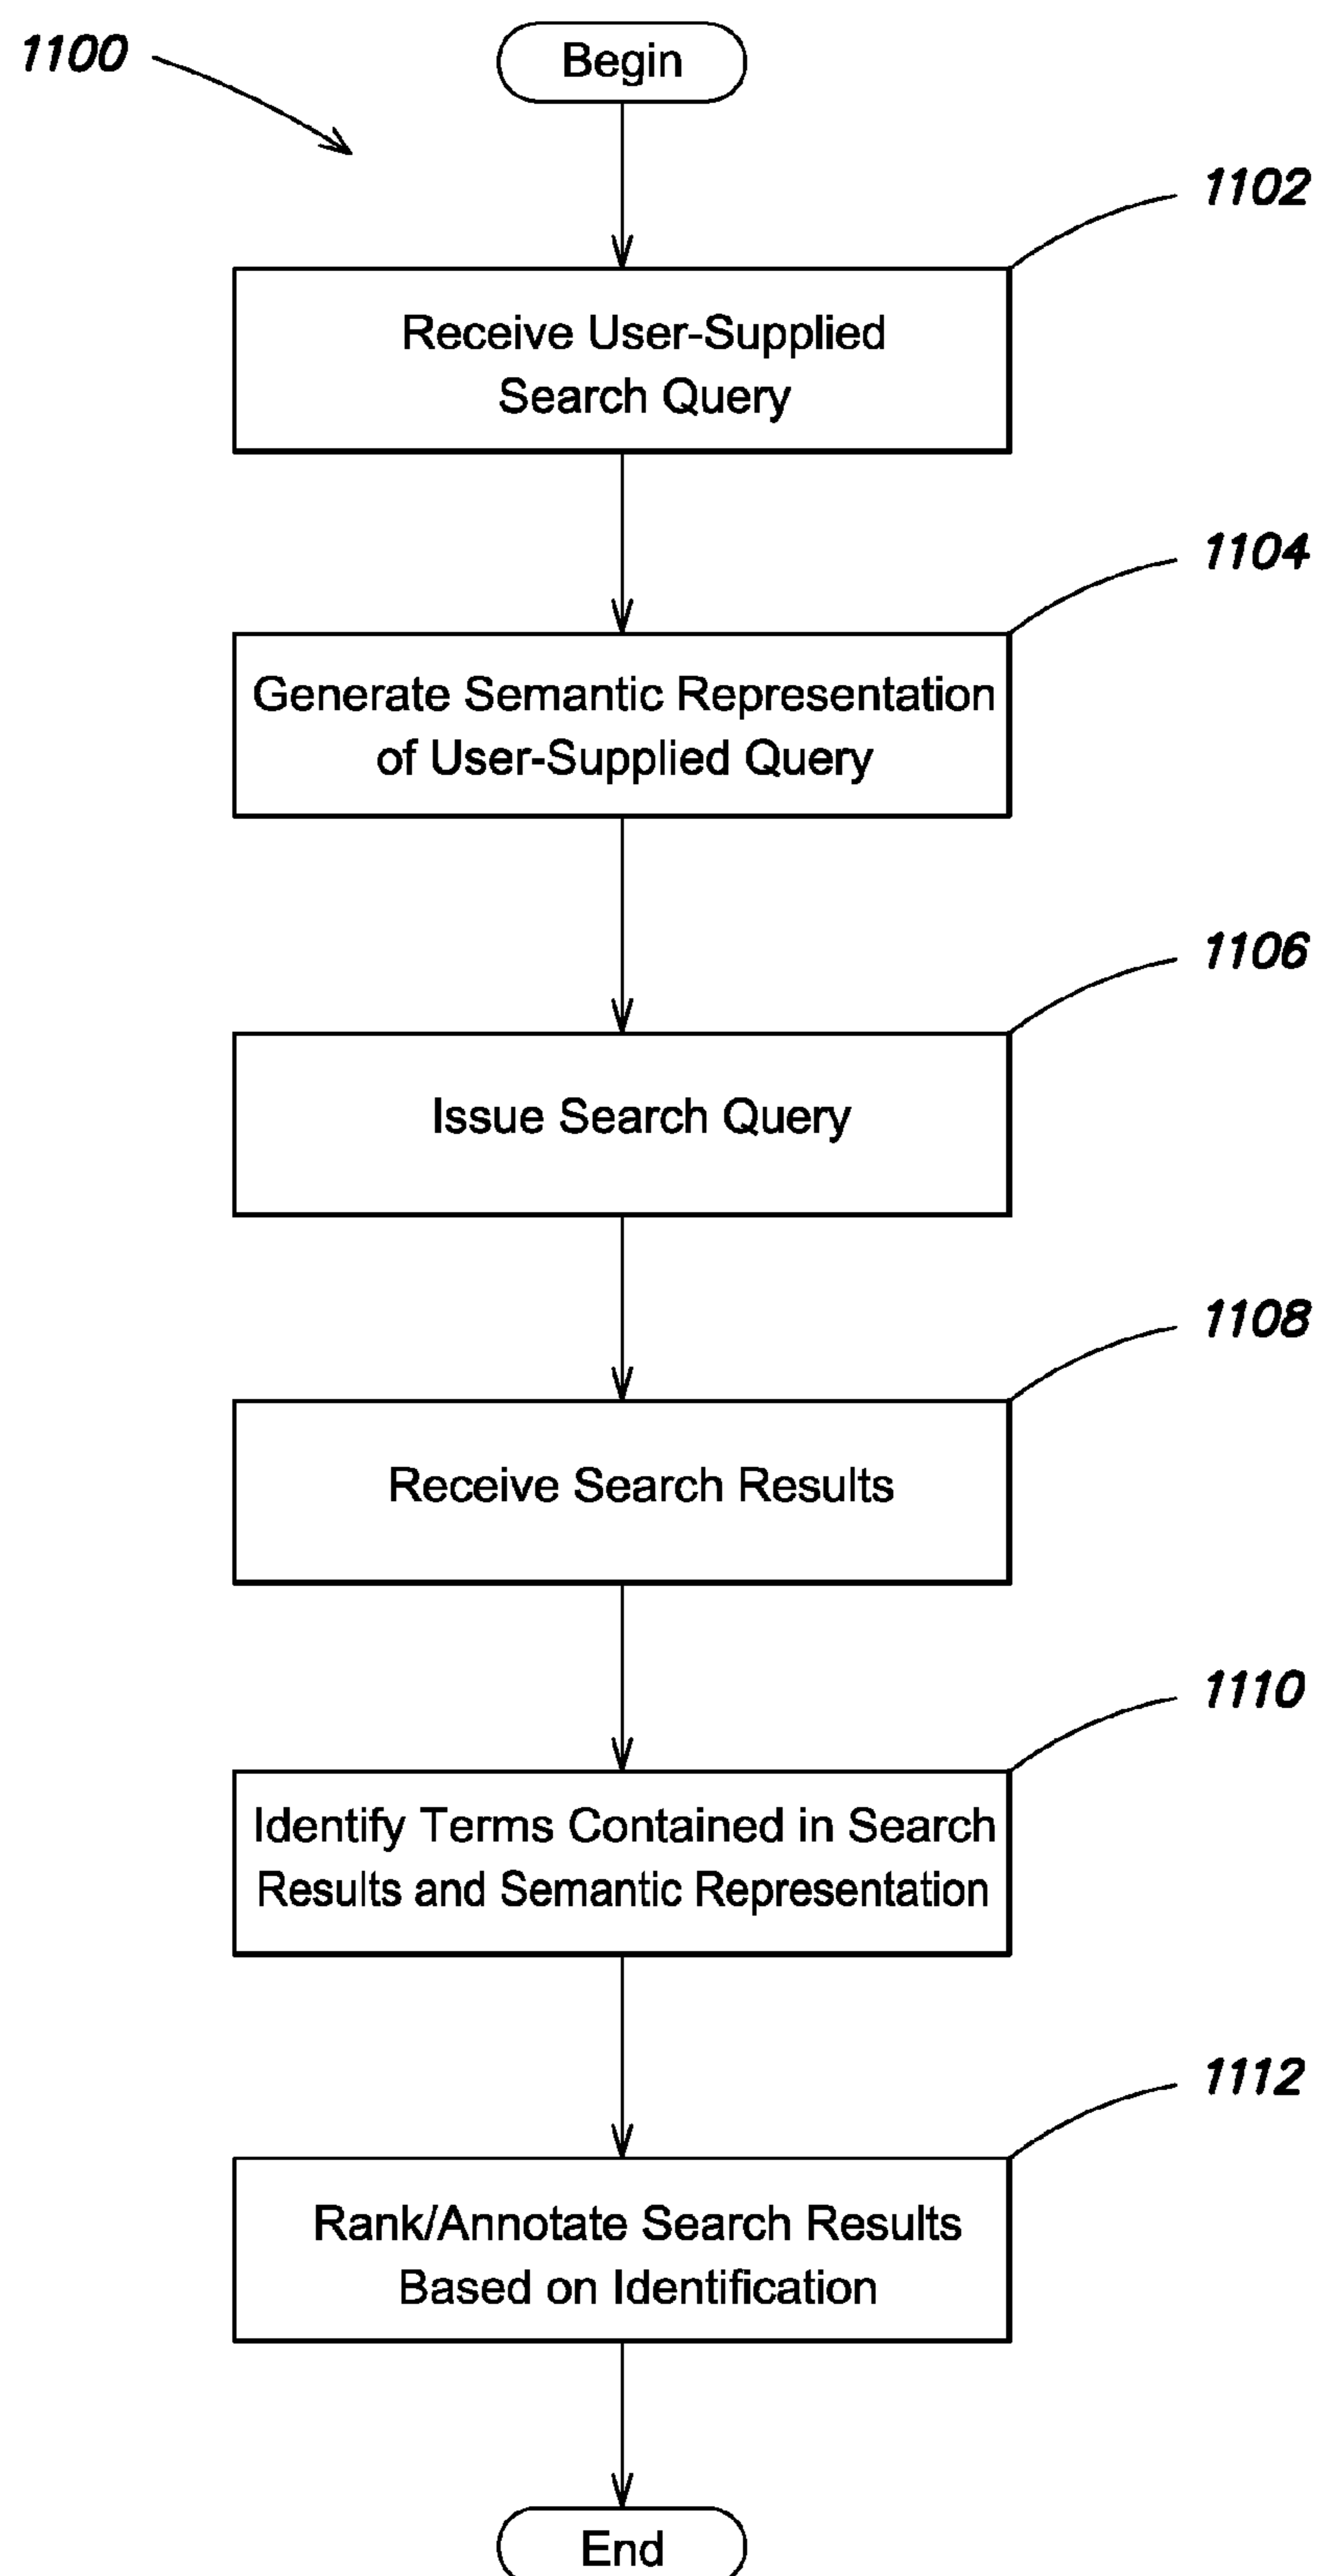 1100
Begin
1102
Receive User-Supplied
Search Query
1104
Generate Semantic Representation
of User-Supplied Query
1106
Issue Search Query
1108
Receive Search Results
1110
Identify Terms Contained in Search
Results and Semantic Representation
1112
Rank/Annotate Search Results
Based on Identification
End